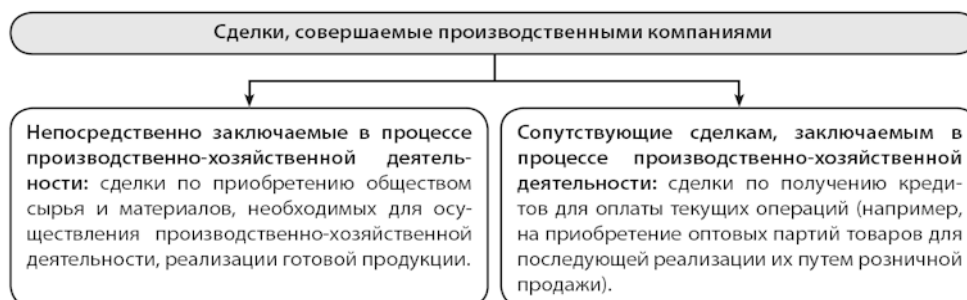 Сделки, совершаемые производственными компаниями
Непосредственно заключаемые в процессе
производственно-хозяйственной деятель-
ности: сделки по приобретению обществом
сырья и материалов, необходимых для осу-
ществления производственно-хозяйственной
деятельности, реализации готовой продукции.
Сопутствующие сделкам, заключаемым в
процессе производственно-хозяйственной
деятельности: сделки по получению креди-
тов для оплаты текущих операций (например,
на приобретение оптовых партий товаров для
последующей реализации их путем розничной
продажи).